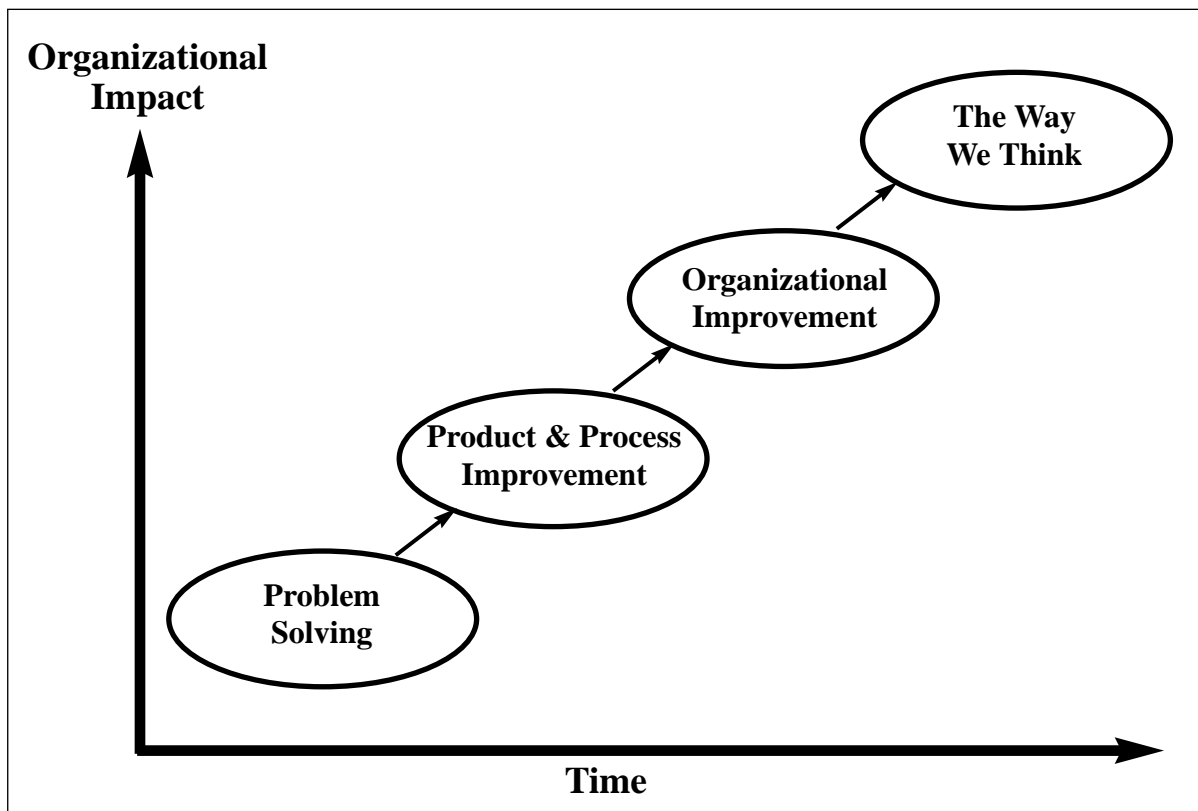 Organizational
Impact
The Way
We Think
Organizational
Improvement
Product & Process
Improvement
Problem
Solving
Time